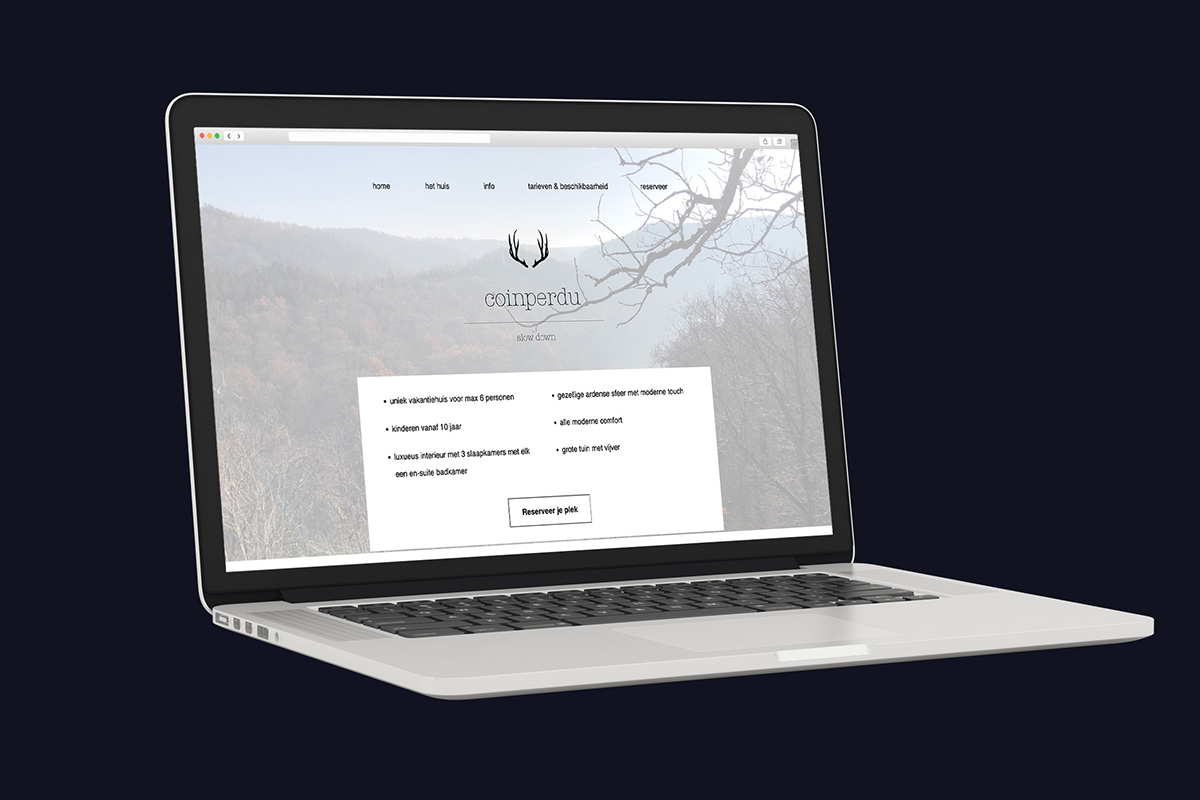 home het huis info tarieven & beschikbaarheid reserveer
coinperdu
slow down
• uniek vakantiehuis voor max 6 personen
• kinderen vanaf 10 jaar
• luxueus interieur met 3 slaapkamers met elk
een en-suite badkamer
• gezellige ardense sfeer met moderne touch
• alle moderne comfort
• grote tuin met vijver
Reserveer je plek